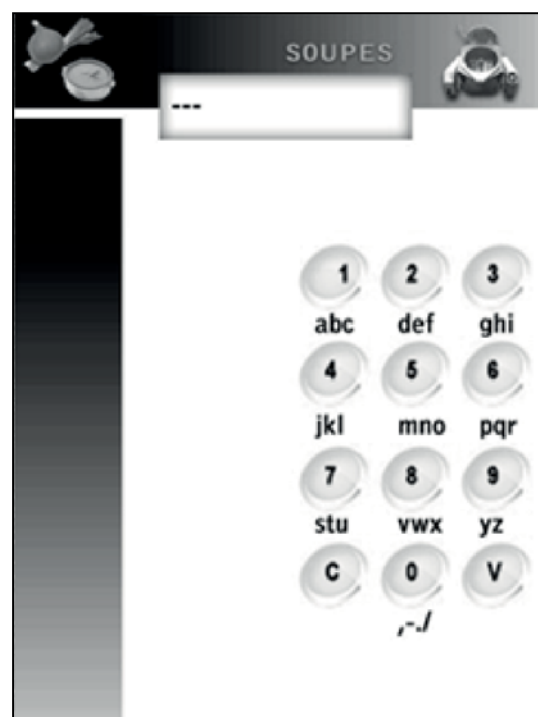 SOUPES
---
1 2 3
abc def ghi
4 5 6
jkl mno pqr
7 8 9
stu vwx yz
C 0 V
,-./